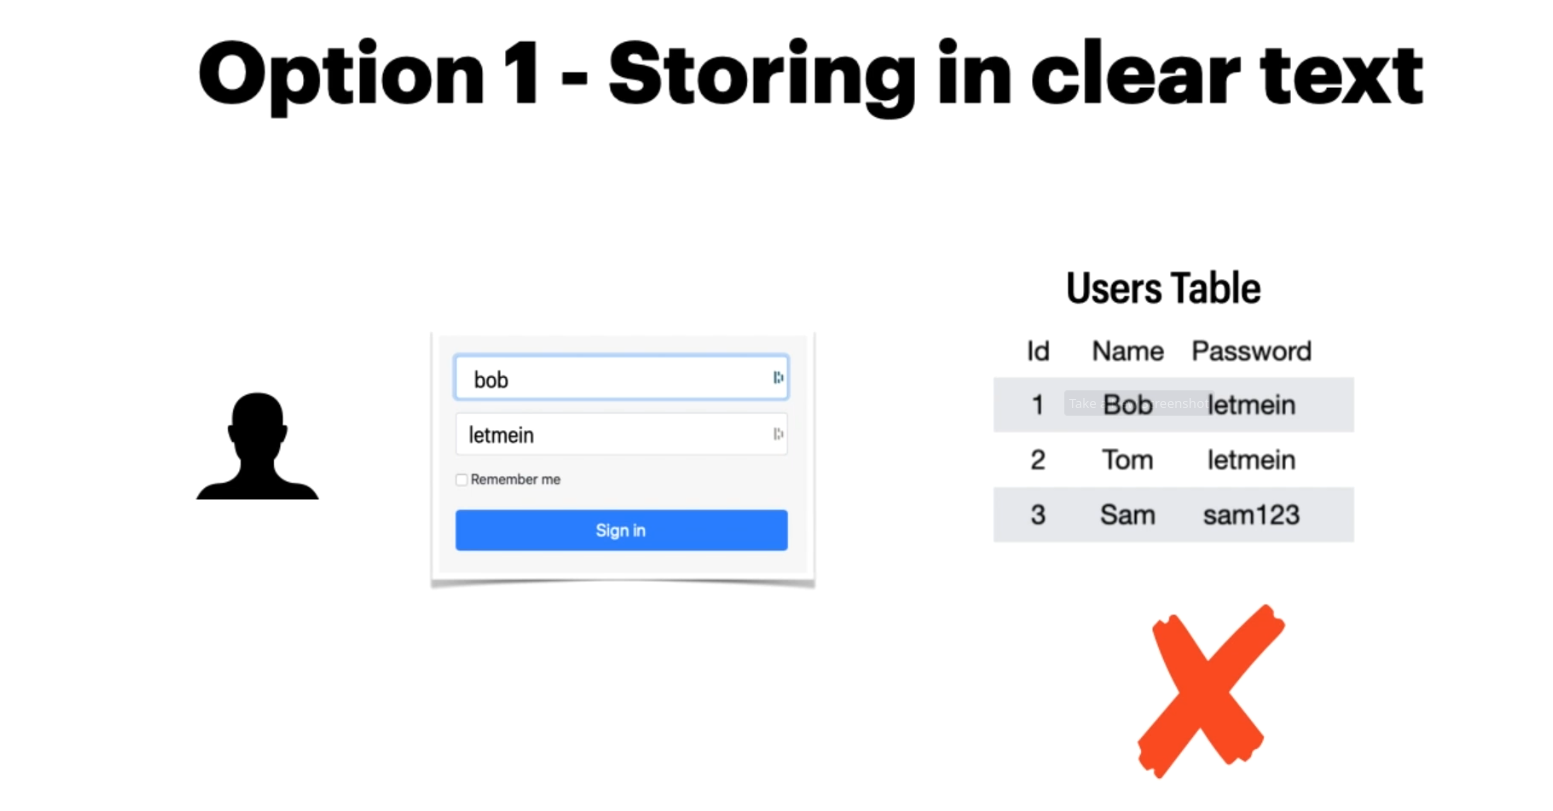 Option 1 - Storing in clear text
bob
letmein
Remember me
Sign in
Users Table
Id Name Password
1 Bob letmein
2 Tom letmein
3 Sam sam123
Take